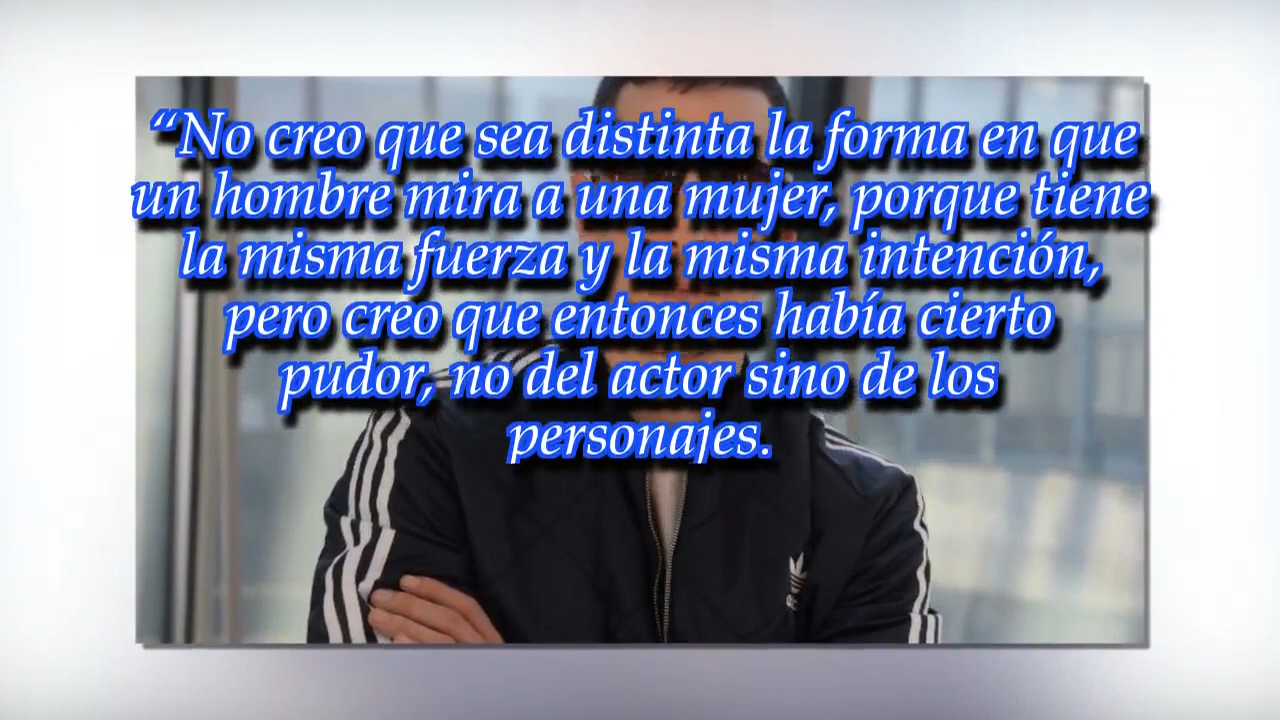 “No creo que sea distinta la forma en que
un hombre mira a una mujer, porque tiene
la misma fuerza y la misma intención,
pero creo que entonces había cierto
pudor, no del actor sino de los
personajes.